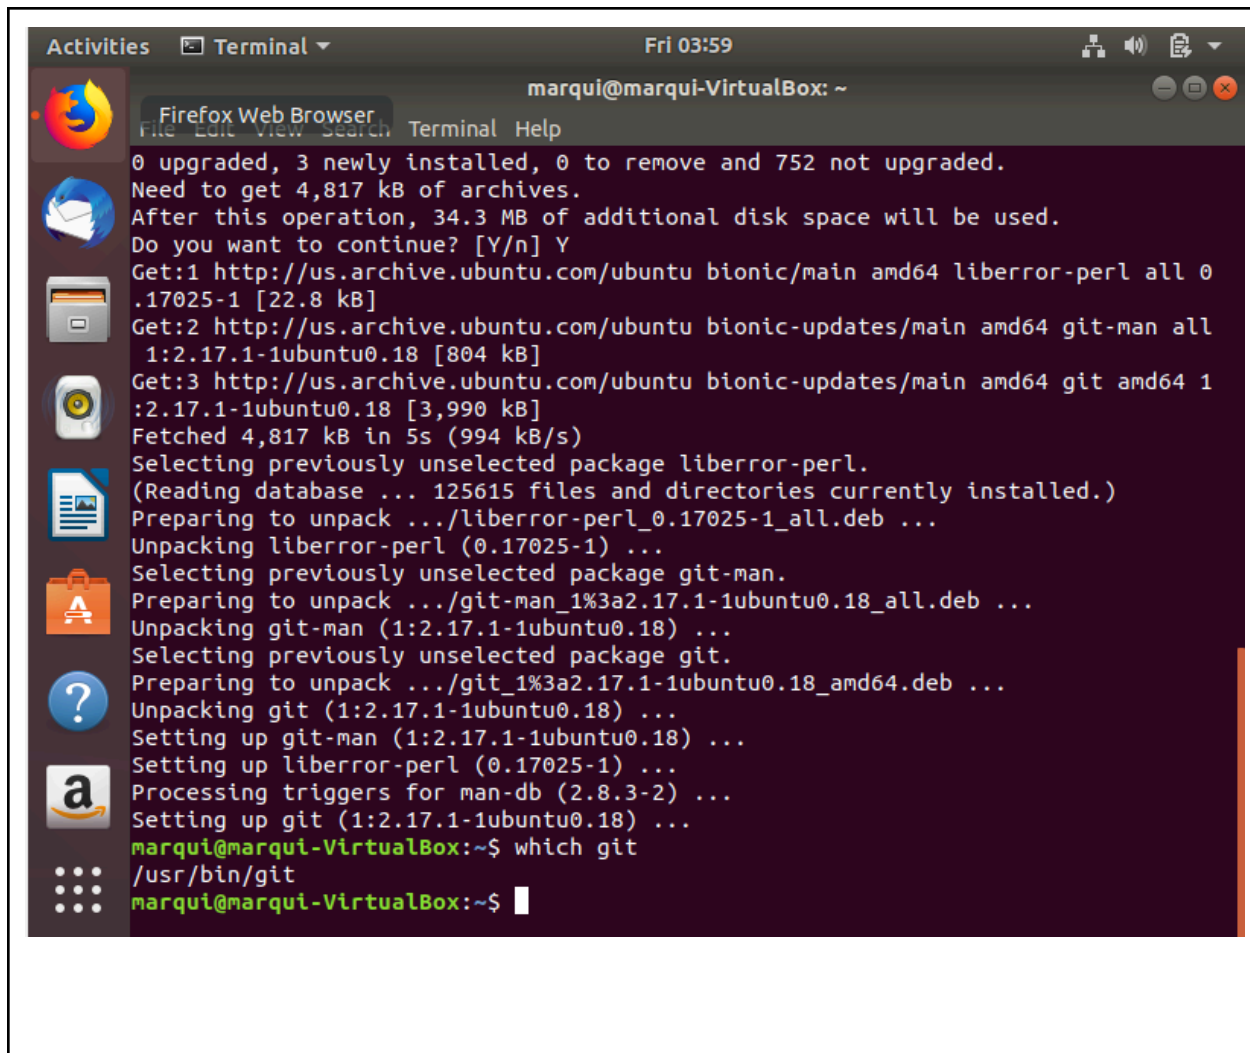 Activities Terminal Fri 03:59
marqui@marqui-VirtualBox: ~
Firefox Web Browser
File Edit View Search Terminal Help
0 upgraded, 3 newly installed, 0 to remove and 752 not upgraded.
Need to get 4,817 kB of archives.
After this operation, 34.3 MB of additional disk space will be used.
Do you want to continue? [Y/n] Y
Get:1 http://us.archive.ubuntu.com/ubuntu bionic/main amd64 liberror-perl all 0
.17025-1 [22.8 kB]
Get:2 http://us.archive.ubuntu.com/ubuntu bionic-updates/main amd64 git-man all
 1:2.17.1-1ubuntu0.18 [804 kB]
Get:3 http://us.archive.ubuntu.com/ubuntu bionic-updates/main amd64 git amd64 1
:2.17.1-1ubuntu0.18 [3,990 kB]
Fetched 4,817 kB in 5s (994 kB/s)
Selecting previously unselected package liberror-perl.
(Reading database ... 125615 files and directories currently installed.)
Preparing to unpack .../liberror-perl_0.17025-1_all.deb ...
Unpacking liberror-perl (0.17025-1) ...
Selecting previously unselected package git-man.
Preparing to unpack .../git-man_1%3a2.17.1-1ubuntu0.18_all.deb ...
Unpacking git-man (1:2.17.1-1ubuntu0.18) ...
Selecting previously unselected package git.
Preparing to unpack .../git_1%3a2.17.1-1ubuntu0.18_amd64.deb ...
Unpacking git (1:2.17.1-1ubuntu0.18) ...
Setting up git-man (1:2.17.1-1ubuntu0.18) ...
Setting up liberror-perl (0.17025-1) ...
Processing triggers for man-db (2.8.3-2) ...
Setting up git (1:2.17.1-1ubuntu0.18) ...
marqui@marqui-VirtualBox:~$ which git
/usr/bin/git
marqui@marqui-VirtualBox:~$